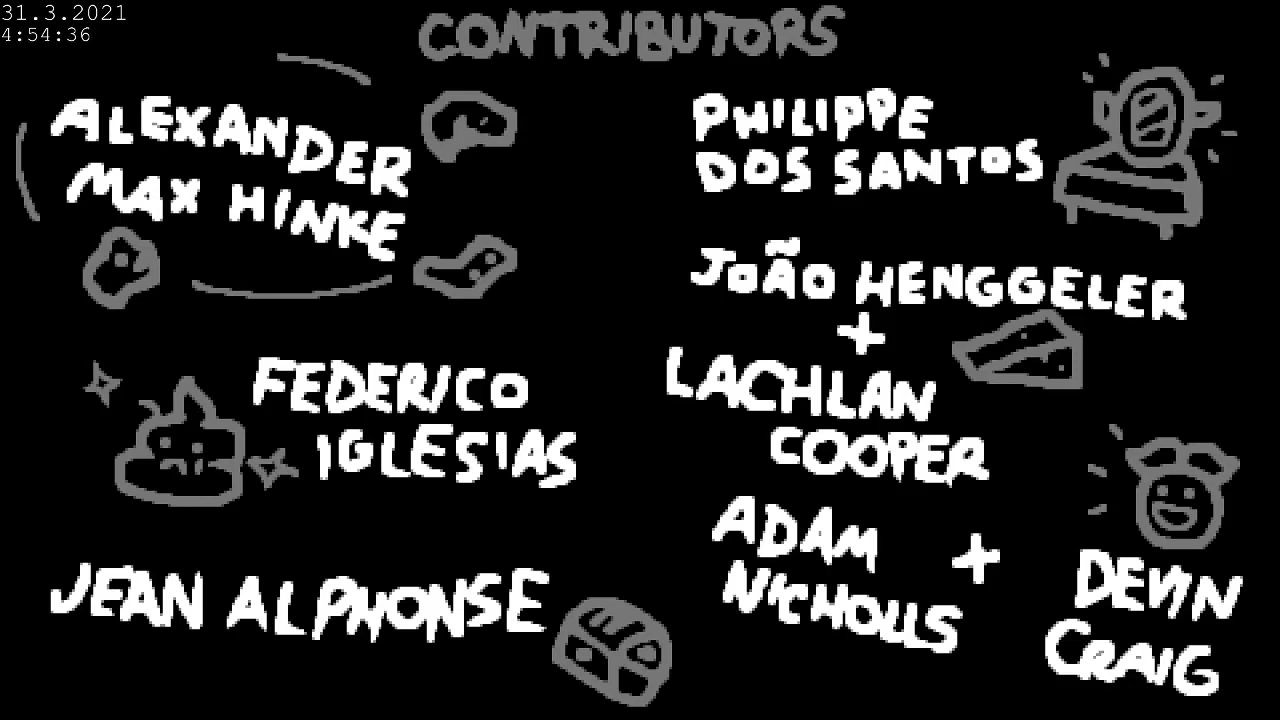 31.3.2021
4:54:36
CONTRIBUTORS
ALEXANDER
MAX HINKE
FEDERICO
IGLESIAS
JEAN ALPHONSE
PHILIPPE
DOS SANTOS
JOÃO HENGGELER
+
LACHLAN
COOPER
ADAM
NICHOLLS
+
DEVIN
CRAIG